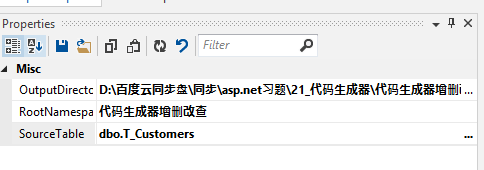 Properties
Filter
Misc
OutputDirecto D:\百度云同步盘\同步\asp.net习题\21_代码生成器\代码生成器增删i ...
RootNamespa 代码生成器增删改查
SourceTable dbo.T_Customers ...